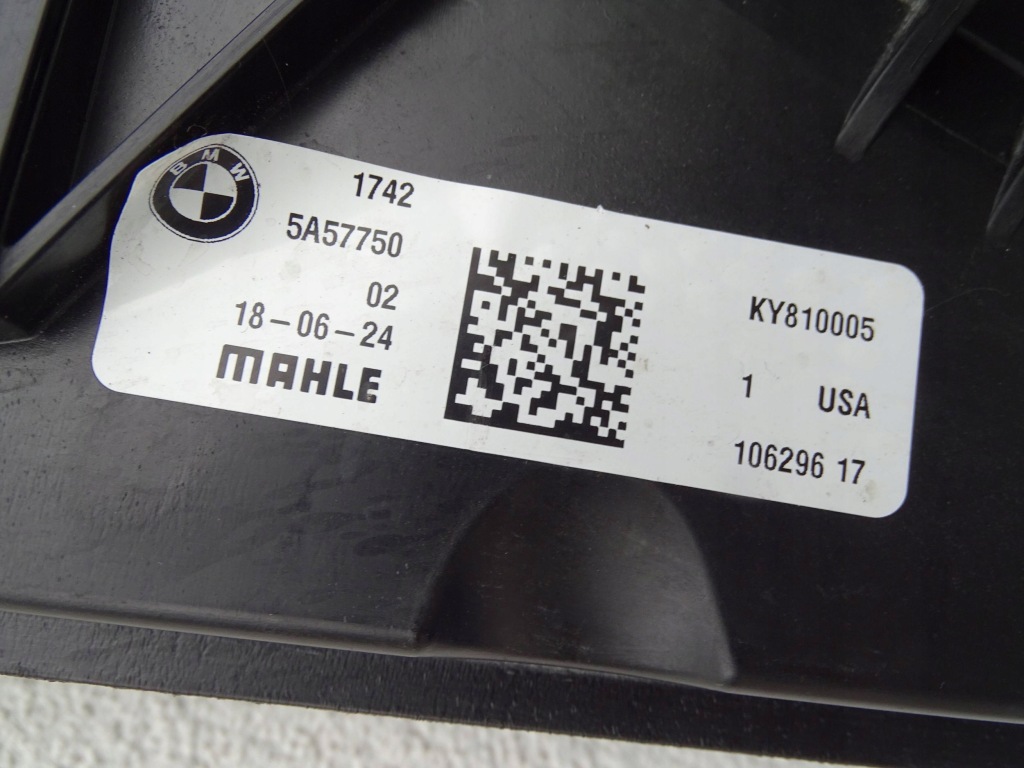 BMW
1742
5A57750
02
18-06-24
MAHLE
KY810005
1 USA
106296 17